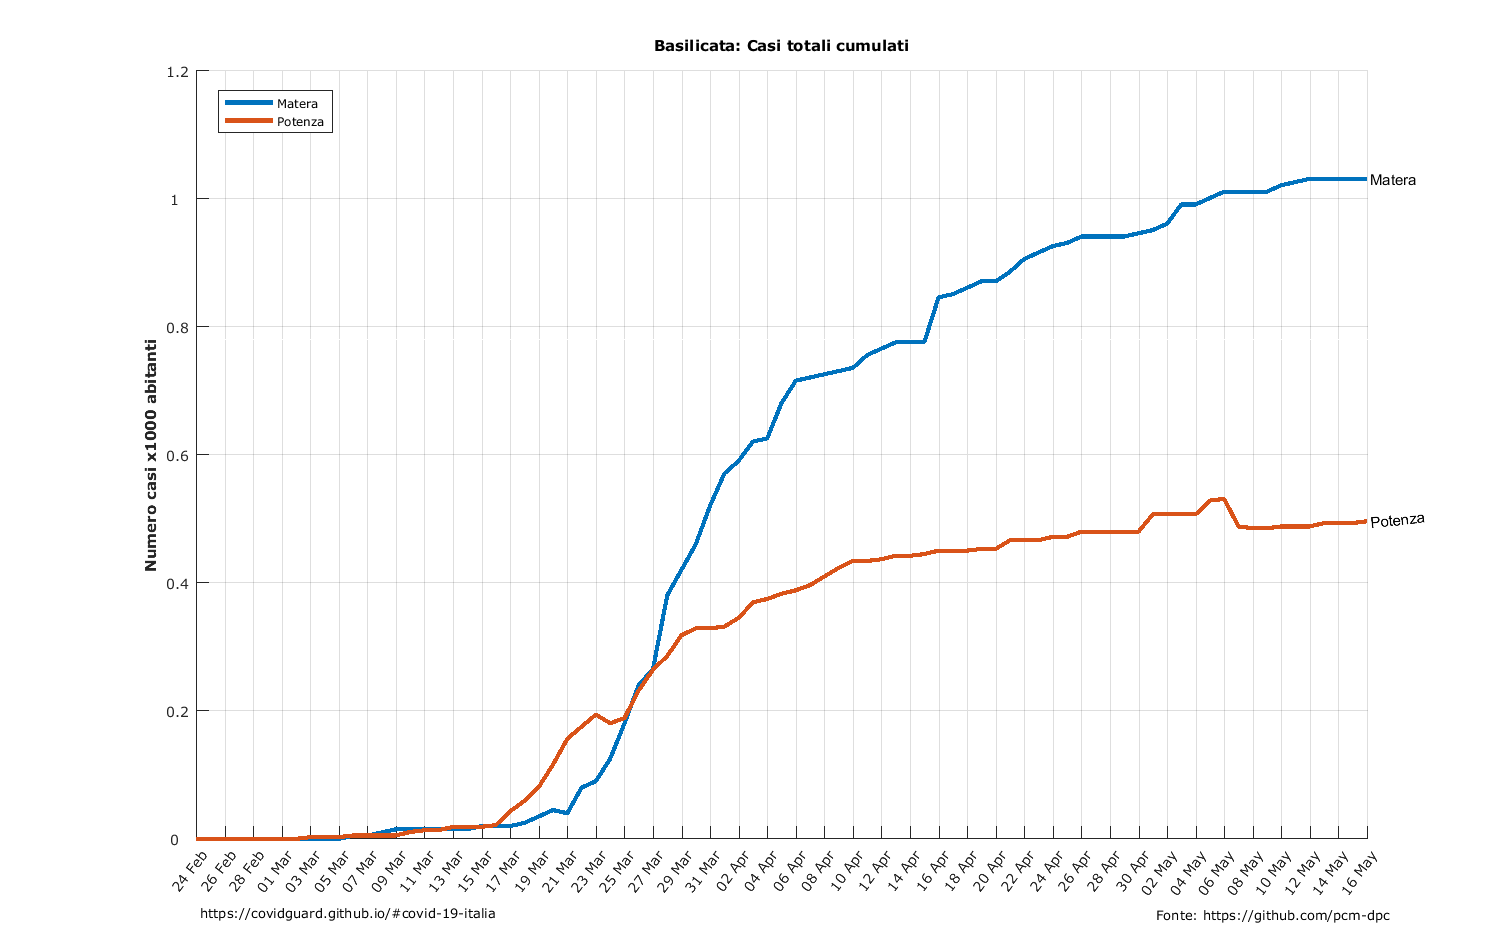 Basilicata: Casi totali cumulati
Numero casi x1000 abitanti
1.2
1
0.8
0.6
0.4
0.2
0
Matera
Potenza
Matera
Potenza
24 Feb
26 Feb
28 Feb
01 Mar
03 Mar
05 Mar
07 Mar
09 Mar
11 Mar
13 Mar
15 Mar
17 Mar
19 Mar
21 Mar
23 Mar
25 Mar
27 Mar
29 Mar
31 Mar
02 Apr
04 Apr
06 Apr
08 Apr
10 Apr
12 Apr
14 Apr
16 Apr
18 Apr
20 Apr
22 Apr
24 Apr
26 Apr
28 Apr
30 Apr
02 May
04 May
06 May
08 May
10 May
12 May
14 May
16 May
https://covidguard.github.io/#covid-19-italia
Fonte: https://github.com/pcm-dpc